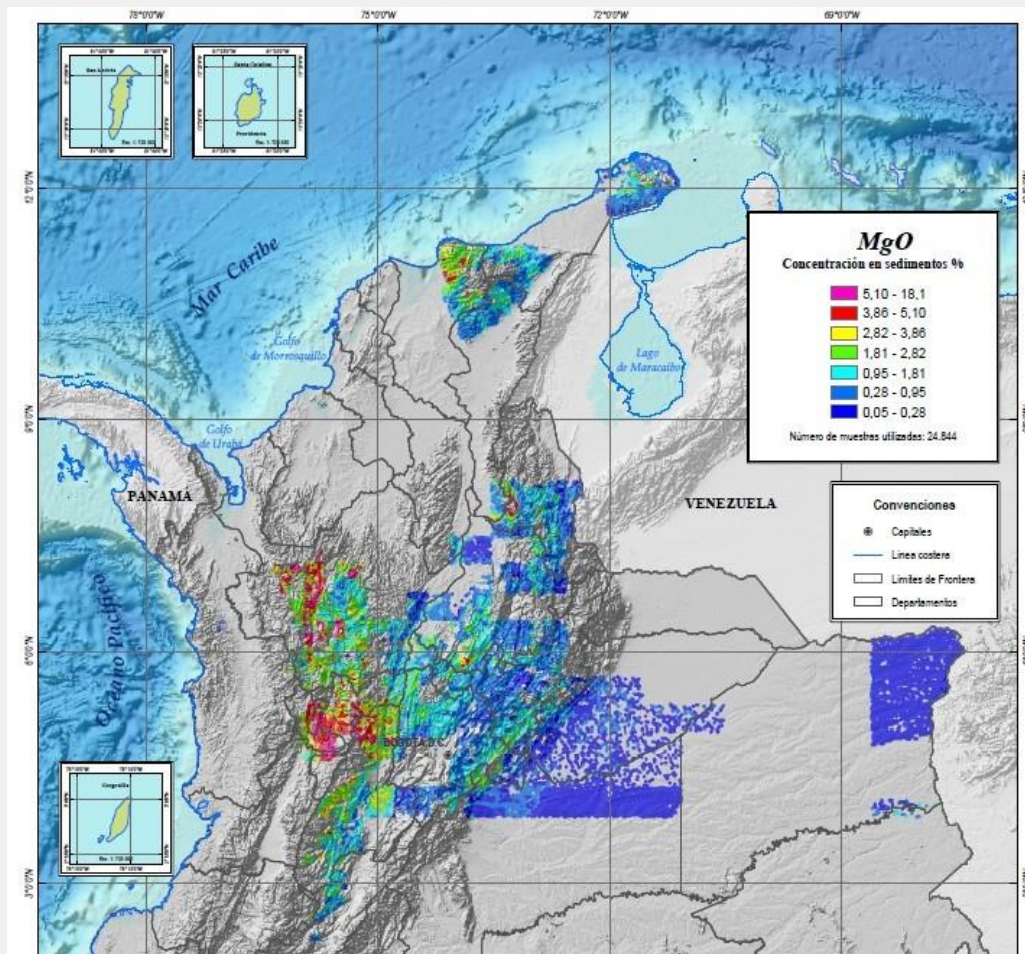 78°0'0"W 75°0'0"W 72°0'0"W 69°0'0"W
San Andrés
Santa Catalina
Providencia
12°0'0"N
Mar Caribe
MgO
Concentración en sedimentos %
5,10 - 18,1
3,86 - 5,10
2,82 - 3,86
1,81 - 2,82
0,95 - 1,81
0,28 - 0,95
0,05 - 0,28
Número de muestras utilizadas: 24.844
Golfo
de Morrosquillo
Lago
de Maracaibo
9°0'0"N
Golfo
de Urabá
PANAMÁ
VENEZUELA
Convenciones
Capitales
Línea costera
Límites de Frontera
Departamentos
6°0'0"N
Océano Pacífico
BOGOTÁ D.C.
3°0'0"N